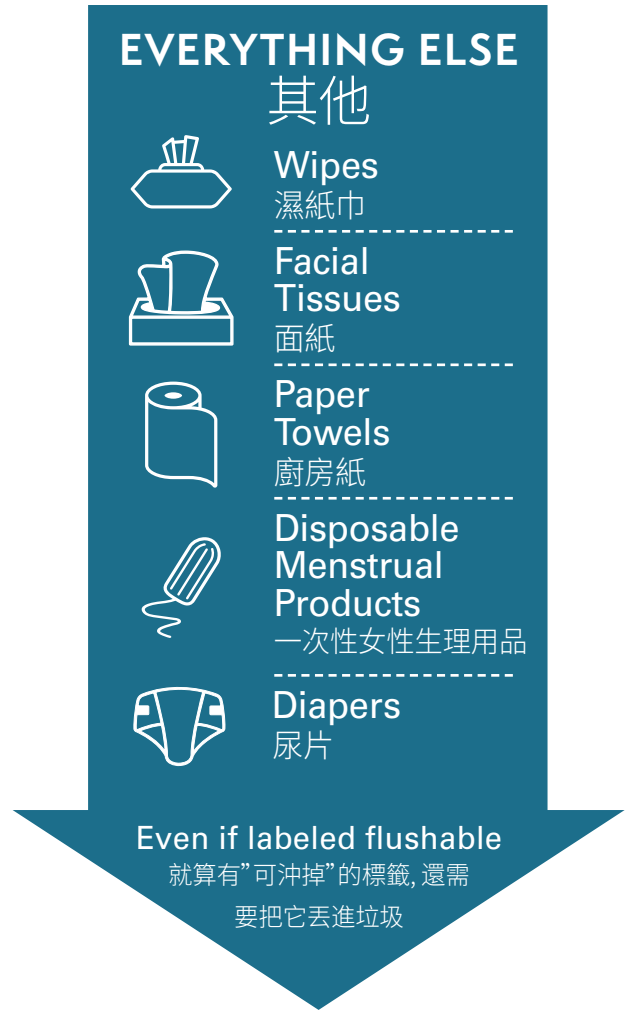 EVERYTHING ELSE
其他
Wipes
濕紙巾
Facial
Tissues
面紙
Paper
Towels
廚房紙
Disposable
Menstrual
Products
一次性女性生理用品
Diapers
尿片
Even if labeled flushable
就算有”可沖掉”的標籤, 還需
要把它丟進垃圾